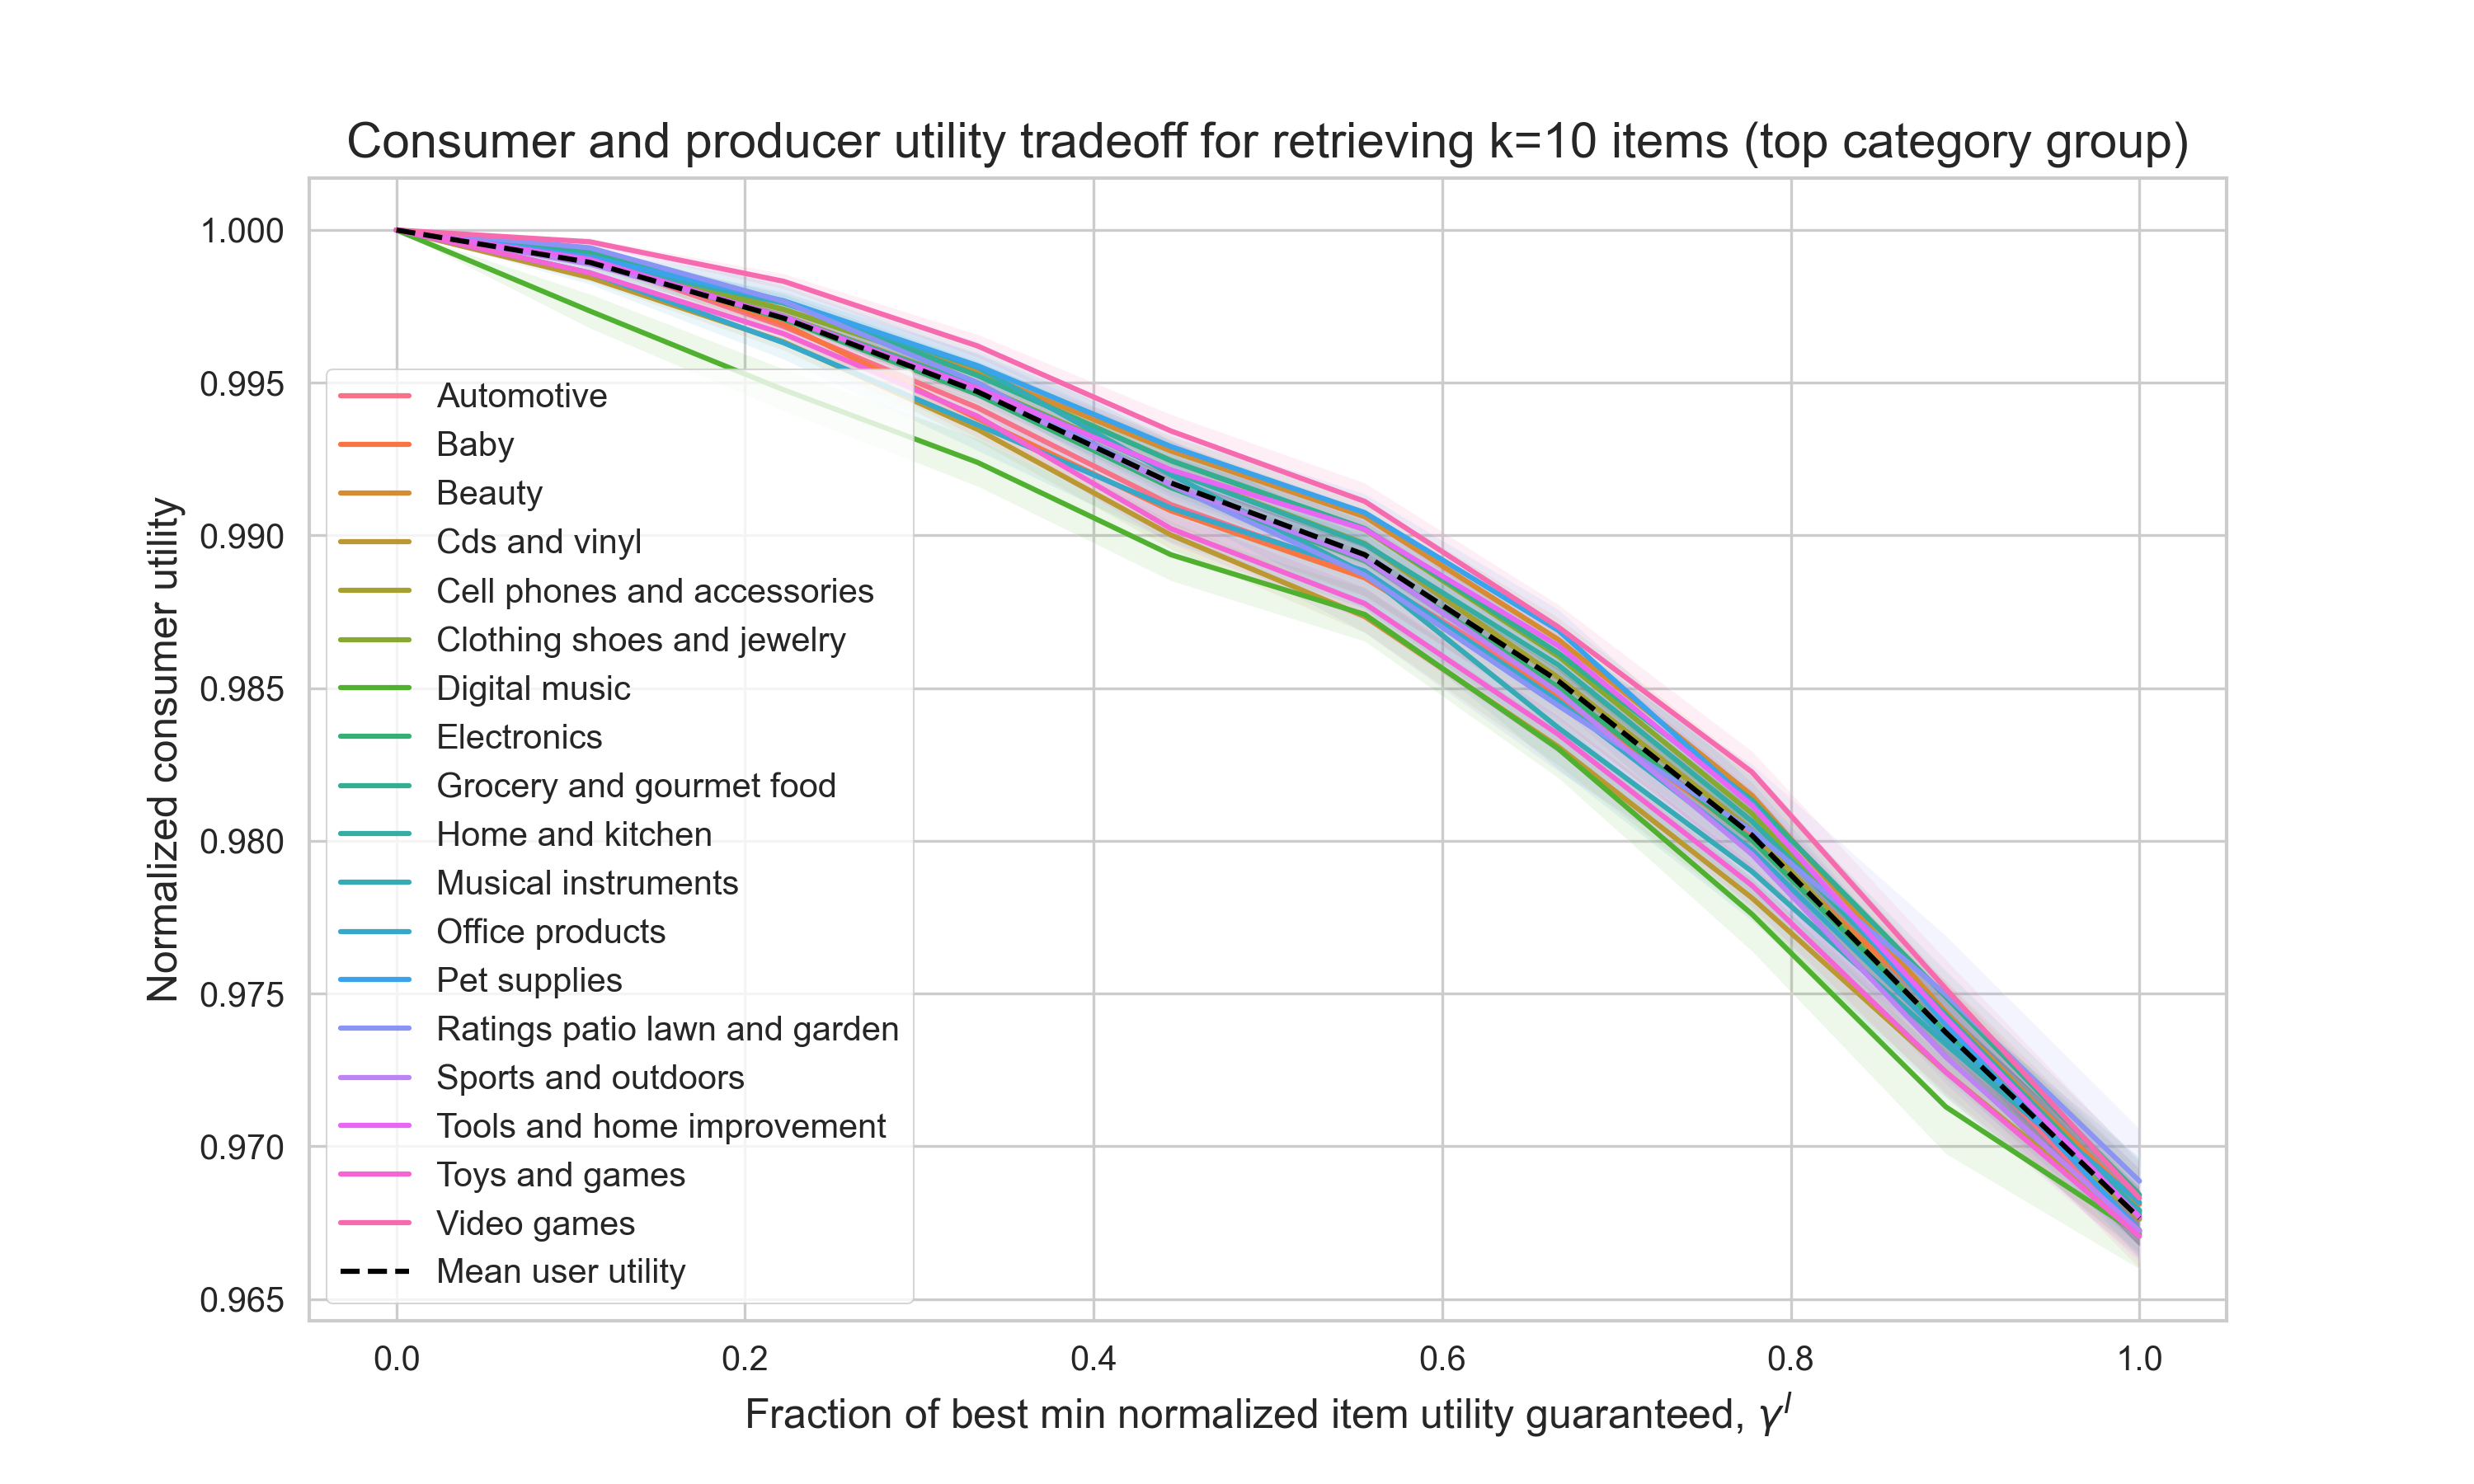 Consumer and producer utility tradeoff for retrieving k=10 items (top category group)
Normalized consumer utility
1.000
0.995
0.990
0.985
0.980
0.975
0.970
0.965
Automotive
Baby
Beauty
Cds and vinyl
Cell phones and accessories
Clothing shoes and jewelry
Digital music
Electronics
Grocery and gourmet food
Home and kitchen
Musical instruments
Office products
Pet supplies
Ratings patio lawn and garden
Sports and outdoors
Tools and home improvement
Toys and games
Video games
Mean user utility
0.0 0.2 0.4 0.6 0.8 1.0
Fraction of best min normalized item utility guaranteed, γ^I